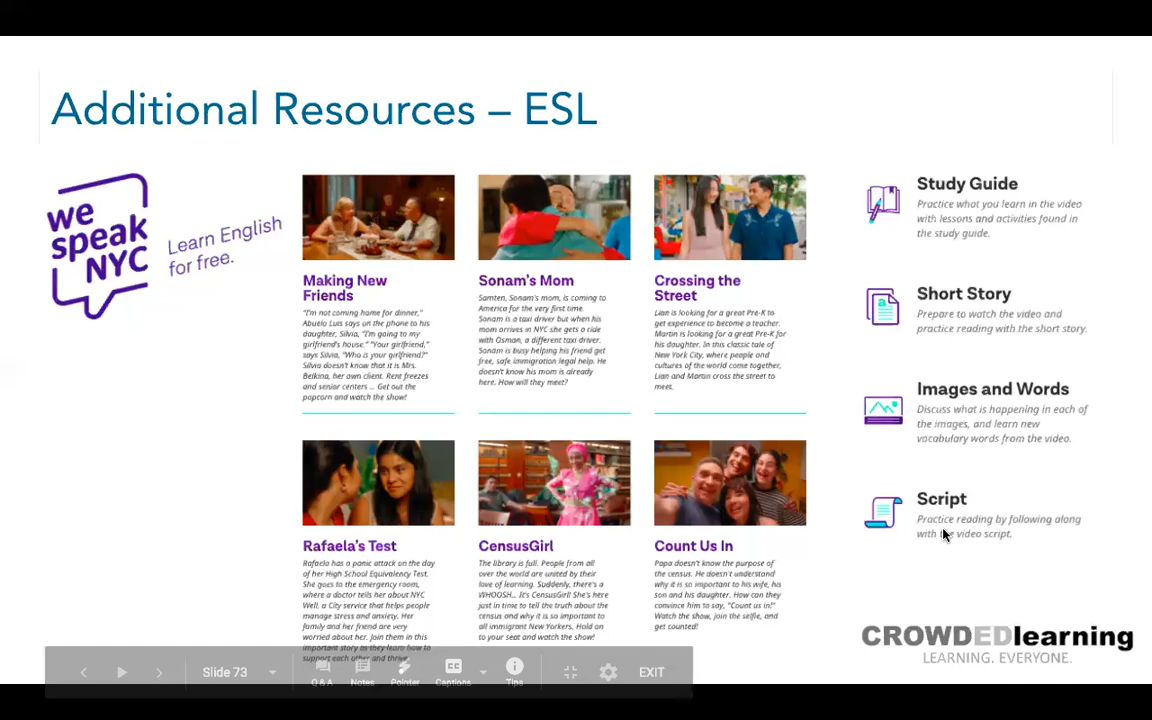 Additional Resources – ESL
we
speak
NYC
Learn English
for free.
Making New
Friends
"I'm not coming home for dinner,"
Abuelo Luis says on the phone to his
daughter, Silvia, "I'm going to my
girlfriend's house." "Your girlfriend,"
says Silvia, "Who is your girlfriend?"
Silvia doesn't know that it is Mrs.
Belkina, her own client. Rent freezes
and senior centers ... Get out the
popcorn and watch the show!
Sonam's Mom
Samten, Sonam's mom, is coming to
America for the very first time.
Sonam is a taxi driver but when his
mom arrives in NYC she gets a ride
with Osman, a different taxi driver.
Sonam is busy helping his friend get
free, safe immigration legal help. He
doesn't know his mom is already
here. How will they meet?
Crossing the
Street
Lian is looking for a great Pre-K to
get experience to become a teacher.
Martin is looking for a great Pre-K for
his daughter. In this classic tale of
New York City, where people and
cultures of the world come together,
Lian and Martin cross the street to
meet.
Rafaela's Test
Rafaela has a panic attack on the day
of her High School Equivalency Test.
She goes to the emergency room,
where a doctor tells her about NYC
Well, a City service that helps people
manage stress and anxiety. Her
family and her friend are very
worried about her. Join them in this
important story as they learn how to
support each other and thrive.
CensusGirl
The library is full. People from all
over the world are united by their
love of learning. Suddenly, there's a
WHOOSH... It's CensusGirl! She's here
just in time to tell the truth about the
census and why it is so important to
all immigrant New Yorkers. Hold on
to your seat and watch the show!
Count Us In
Papa doesn't know the purpose of
the census. He doesn't understand
why it is so important to his wife, his
son and his daughter. How can they
convince him to say, "Count us in!"
Watch the show, join the selfie, and
get counted!
Study Guide
Practice what you learn in the video
with lessons and activities found in
the study guide.
Short Story
Prepare to watch the video and
practice reading with the short story.
Images and Words
Discuss what is happening in each of
the images, and learn new
vocabulary words from the video.
Script
Practice reading by following along
with the video script.
CROWDEDlearning
LEARNING. EVERYONE.
Slide 73
Q & A
Notes
Pointer
Captions
Tips
EXIT